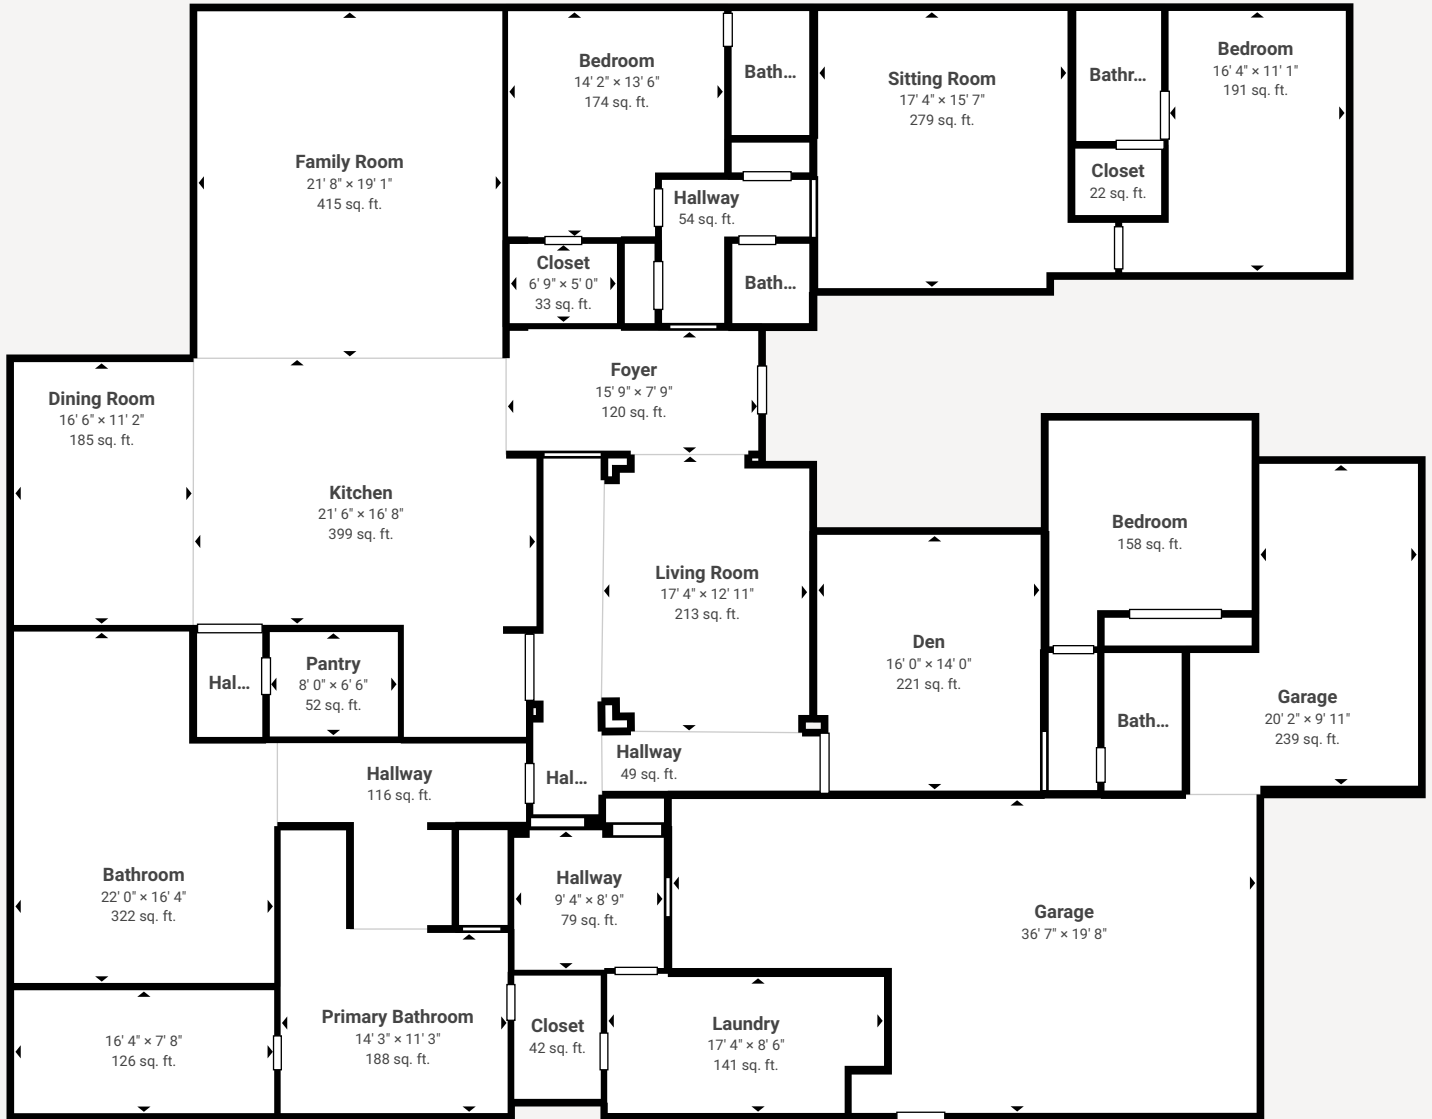 Family Room
21' 8" × 19' 1"
415 sq. ft.
Bedroom
14' 2" × 13' 6"
174 sq. ft.
Bath...
Sitting Room
17' 4" × 15' 7"
279 sq. ft.
Bathr...
Bedroom
16' 4" × 11' 1"
191 sq. ft.
Closet
22 sq. ft.
Hallway
54 sq. ft.
Closet
6' 9" × 5' 0"
33 sq. ft.
Bath...
Foyer
15' 9" × 7' 9"
120 sq. ft.
Dining Room
16' 6" × 11' 2"
185 sq. ft.
Kitchen
21' 6" × 16' 8"
399 sq. ft.
Living Room
17' 4" × 12' 11"
213 sq. ft.
Bedroom
158 sq. ft.
Den
16' 0" × 14' 0"
221 sq. ft.
Garage
20' 2" × 9' 11"
239 sq. ft.
Bath...
Hal...
Pantry
8' 0" × 6' 6"
52 sq. ft.
Hallway
116 sq. ft.
Hal...
Hallway
49 sq. ft.
Bathroom
22' 0" × 16' 4"
322 sq. ft.
Hallway
9' 4" × 8' 9"
79 sq. ft.
Garage
36' 7" × 19' 8"
16' 4" × 7' 8"
126 sq. ft.
Primary Bathroom
14' 3" × 11' 3"
188 sq. ft.
Closet
42 sq. ft.
Laundry
17' 4" × 8' 6"
141 sq. ft.